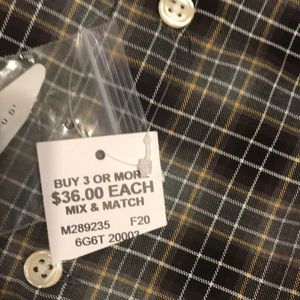 BUY 3 OR MORE
$36.00 EACH
MIX & MATCH
M289235 F20
6G6T 20003